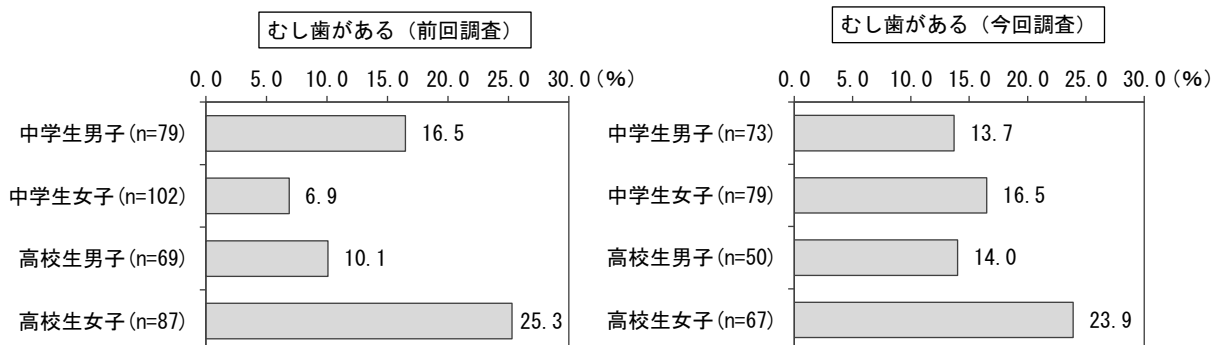 むし歯がある（前回調査）
0.0 5.0 10.0 15.0 20.0 25.0 30.0(%)
中学生男子(n=79) 16.5
中学生女子(n=102) 6.9
高校生男子(n=69) 10.1
高校生女子(n=87) 25.3
むし歯がある（今回調査）
0.0 5.0 10.0 15.0 20.0 25.0 30.0(%)
中学生男子(n=73) 13.7
中学生女子(n=79) 16.5
高校生男子(n=50) 14.0
高校生女子(n=67) 23.9